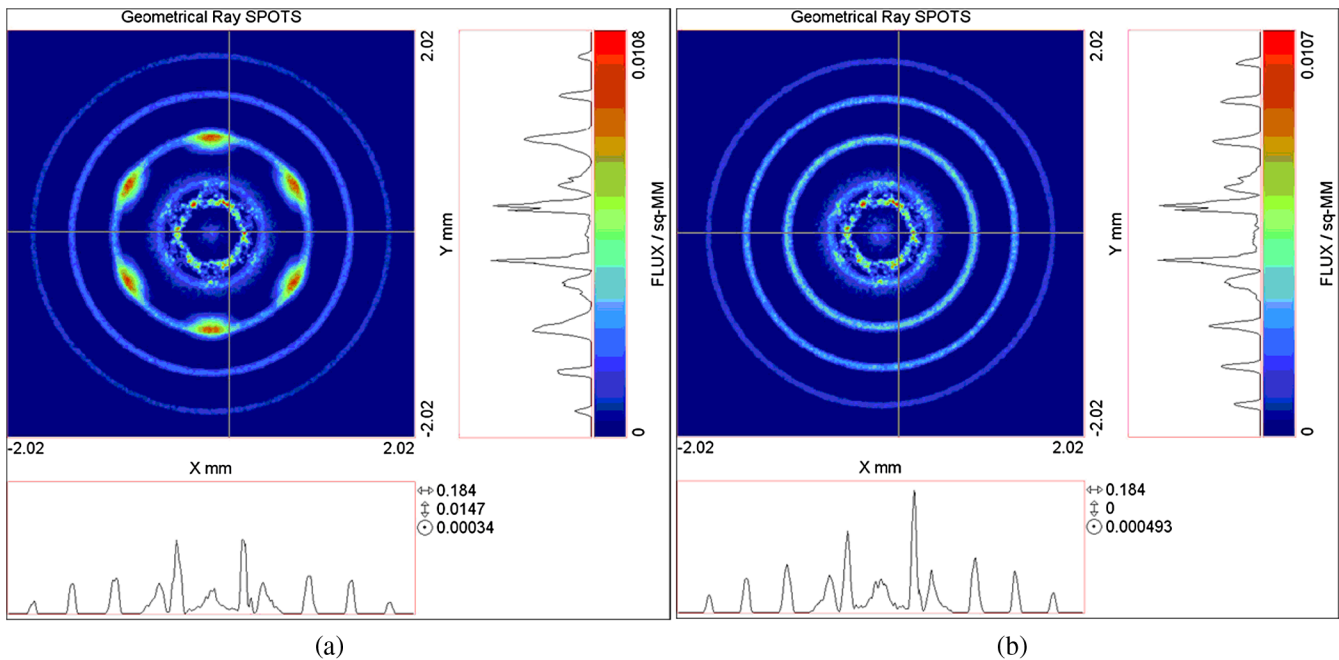 Geometrical Ray SPOTS
2.02
Y mm
-2.02
0.0108
FLUX / sq-MM
0
-2.02
2.02
X mm
0.184
0.0147
0.00034
(a)
Geometrical Ray SPOTS
2.02
Y mm
-2.02
0.0107
FLUX / sq-MM
0
-2.02
2.02
X mm
0.184
0
0.000493
(b)